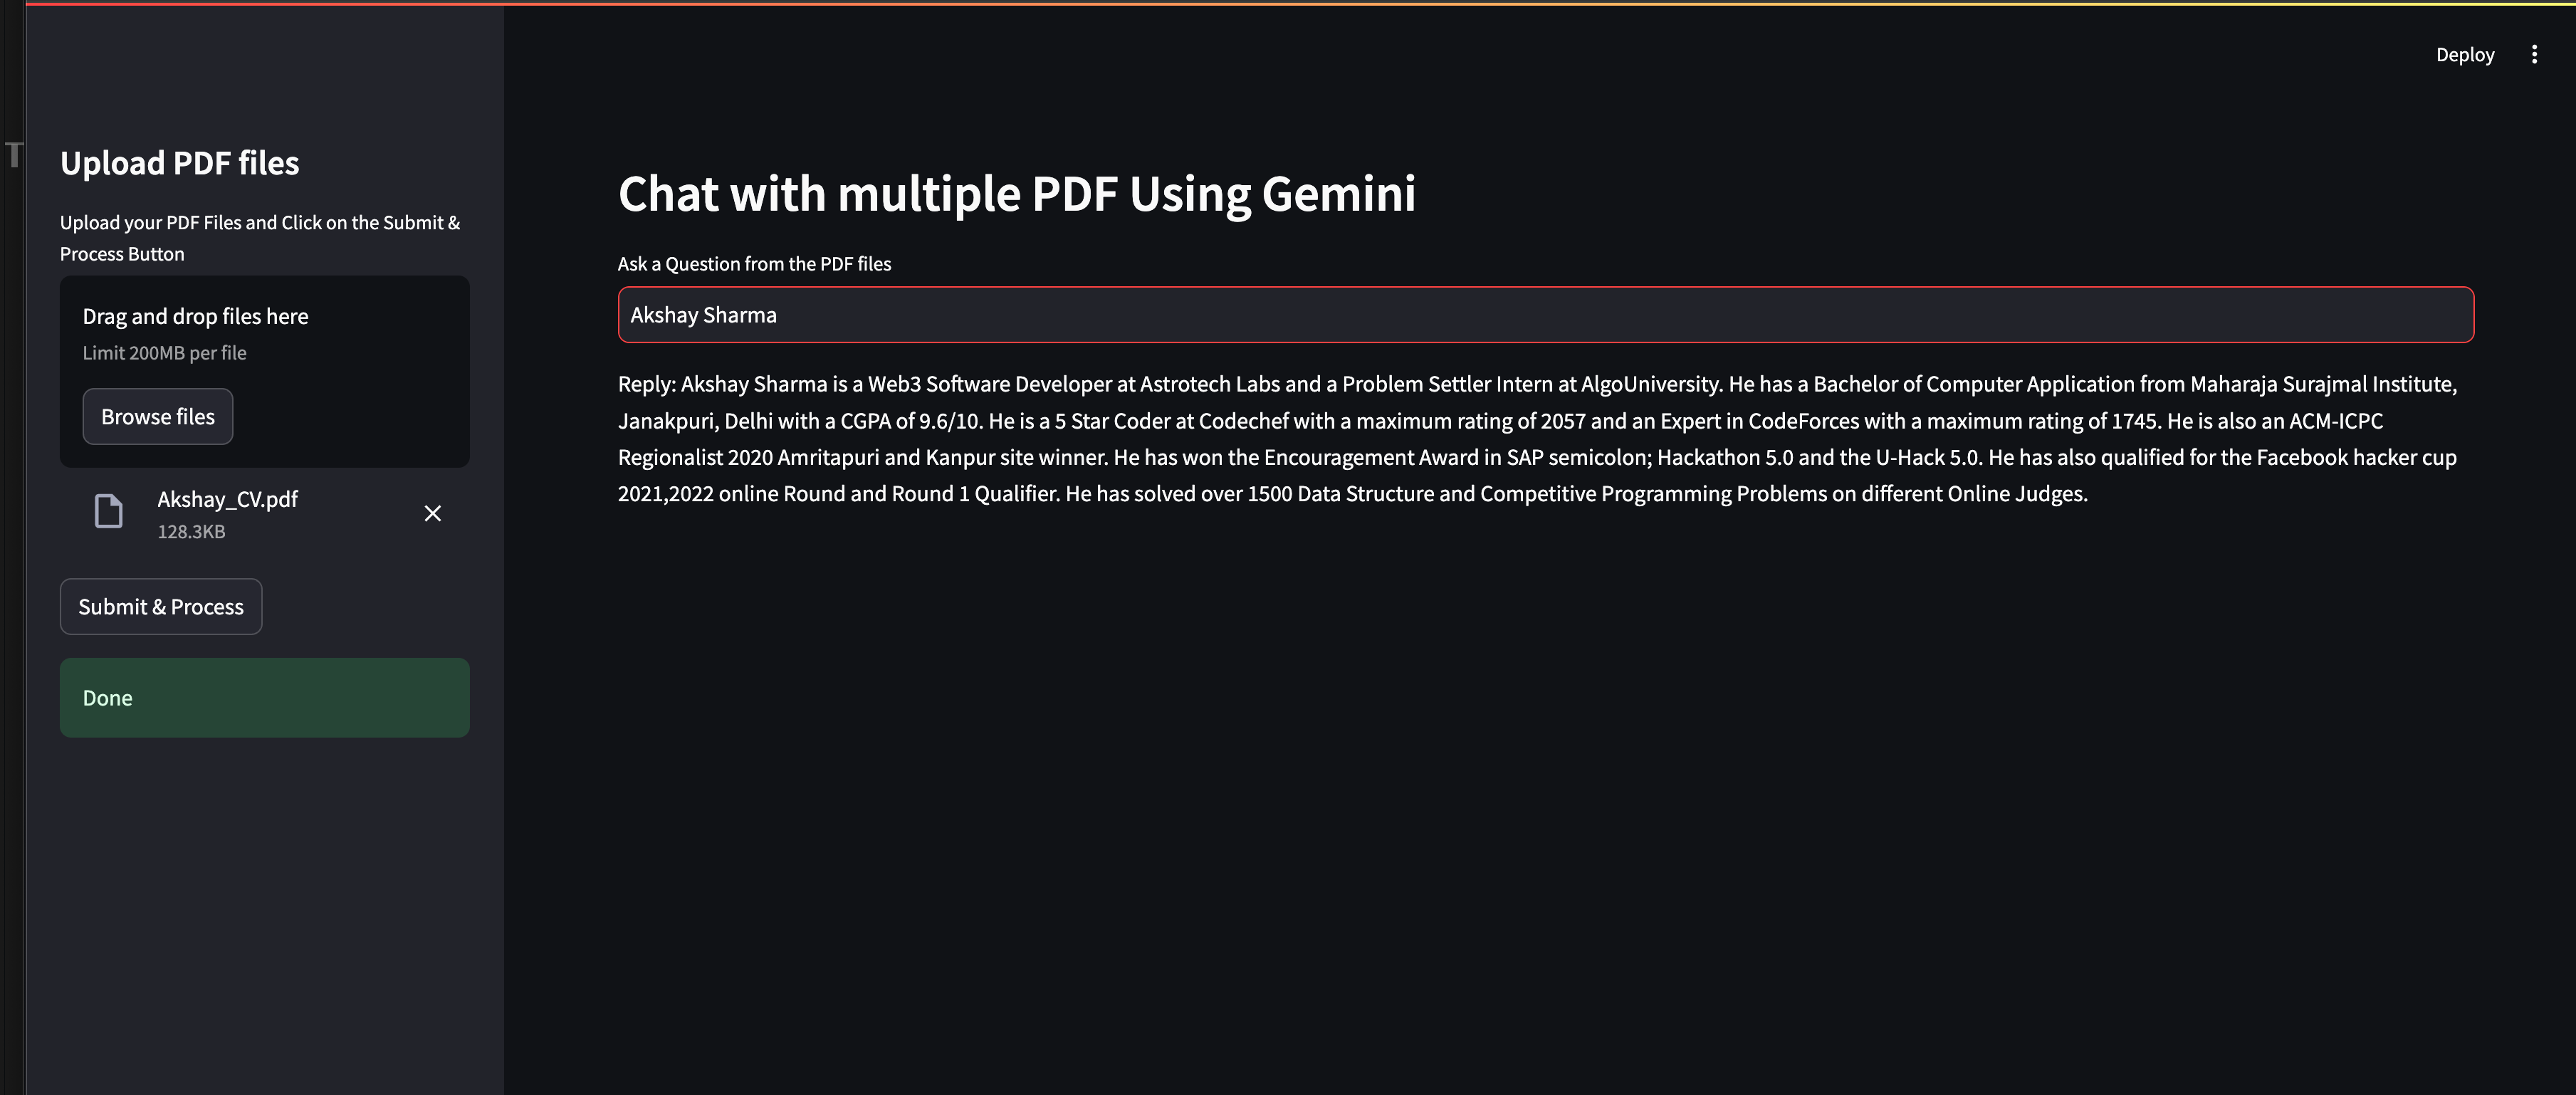 Deploy
T
Upload PDF files
Upload your PDF Files and Click on the Submit &
Process Button
Drag and drop files here
Limit 200MB per file
Browse files
Akshay_CV.pdf
128.3KB
Submit & Process
Done
Chat with multiple PDF Using Gemini
Ask a Question from the PDF files
Akshay Sharma
Reply: Akshay Sharma is a Web3 Software Developer at Astrotech Labs and a Problem Settler Intern at AlgoUniversity. He has a Bachelor of Computer Application from Maharaja Surajmal Institute,
Janakpuri, Delhi with a CGPA of 9.6/10. He is a 5 Star Coder at Codechef with a maximum rating of 2057 and an Expert in CodeForces with a maximum rating of 1745. He is also an ACM-ICPC
Regionalist 2020 Amritapuri and Kanpur site winner. He has won the Encouragement Award in SAP semicolon; Hackathon 5.0 and the U-Hack 5.0. He has also qualified for the Facebook hacker cup
2021,2022 online Round and Round 1 Qualifier. He has solved over 1500 Data Structure and Competitive Programming Problems on different Online Judges.